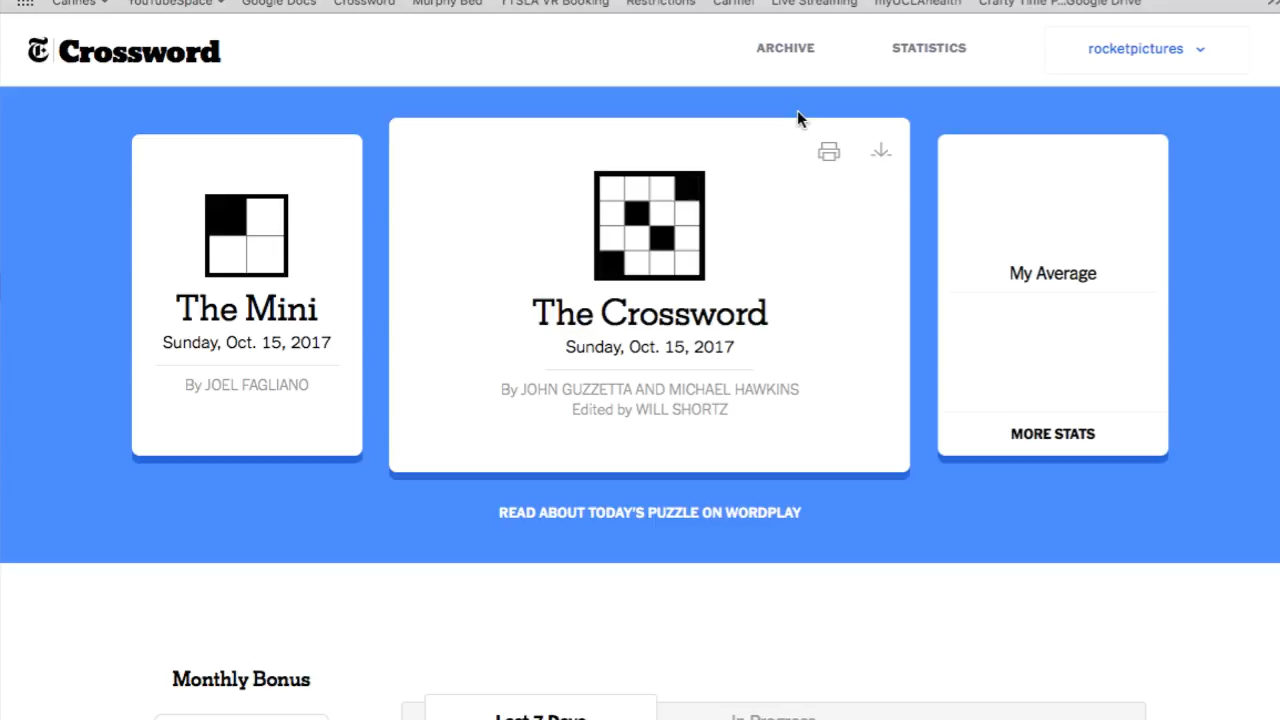 Cannes YouTubeSpace Google Docs Crossword Murphy Bed YTSLA VR Booking Restrictions Carmel Live Streaming myUCLAhealth Crafty Time P...Google Drive
Crossword
ARCHIVE
STATISTICS
rocketpictures
The Mini
Sunday, Oct. 15, 2017
By JOEL FAGLIANO
The Crossword
Sunday, Oct. 15, 2017
By JOHN GUZZETTA AND MICHAEL HAWKINS
Edited by WILL SHORTZ
My Average
MORE STATS
READ ABOUT TODAY'S PUZZLE ON WORDPLAY
Monthly Bonus
Last 7 Days
In Progress